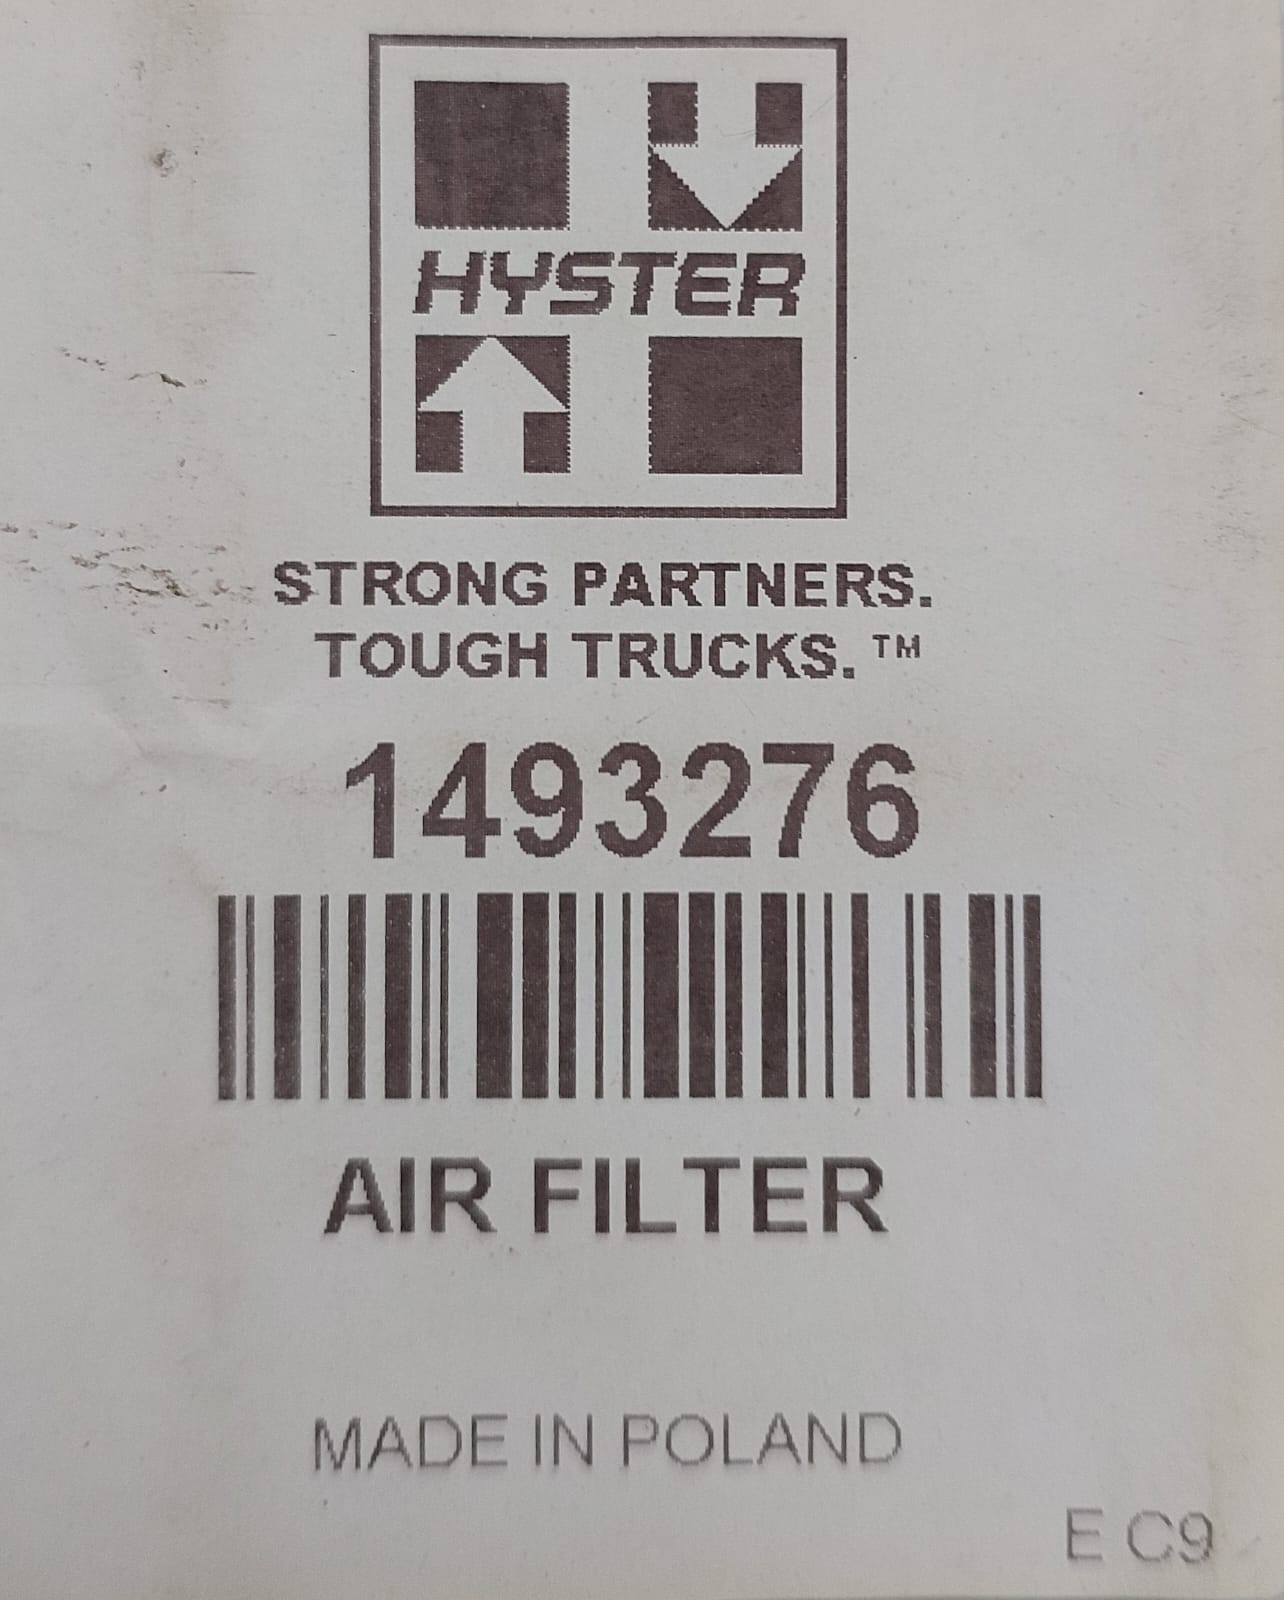 HYSTER
STRONG PARTNERS.
TOUGH TRUCKS.™
1493276
AIR FILTER
MADE IN POLAND
E C9